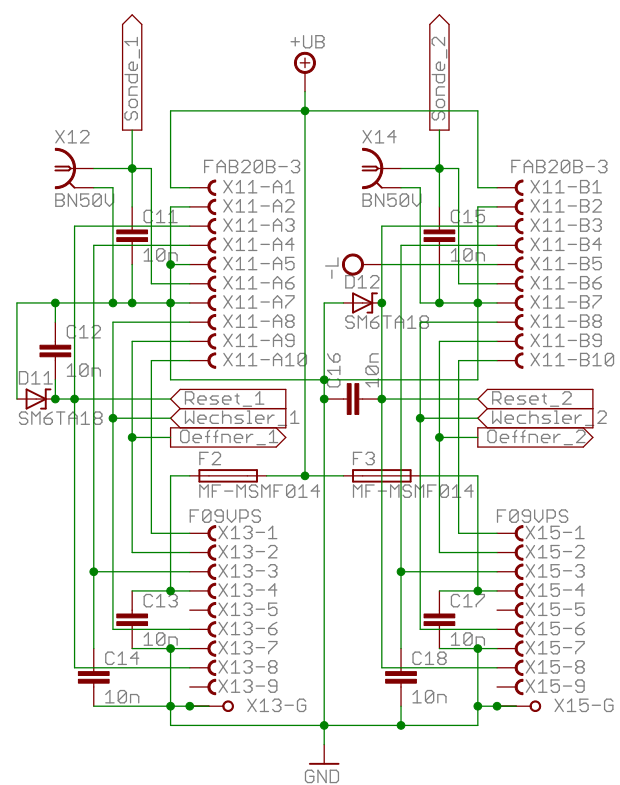 +UB
Sonde_1
Sonde_2
X12
X14
BN50V
BN50V
FAB20B-3
FAB20B-3
X11-A1
X11-A2
X11-A3
X11-A4
X11-A5
X11-A6
X11-A7
X11-A8
X11-A9
X11-A10
X11-B1
X11-B2
X11-B3
X11-B4
X11-B5
X11-B6
X11-B7
X11-B8
X11-B9
X11-B10
C11
10n
C15
10n
-L
D12
SM6TA18
C12
10n
D11
SM6TA18
C16
10n
Reset_1
Wechsler_1
Oeffner_1
Reset_2
Wechsler_2
Oeffner_2
F2
MF-MSMF014
F3
MF-MSMF014
F09VPS
F09VPS
X13-1
X13-2
X13-3
X13-4
X13-5
X13-6
X13-7
X13-8
X13-9
X13-G
X15-1
X15-2
X15-3
X15-4
X15-5
X15-6
X15-7
X15-8
X15-9
X15-G
C13
10n
C14
10n
C17
10n
C18
10n
GND